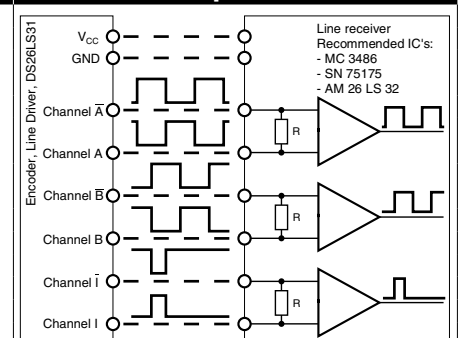 Encoder, Line Driver, DS26LS31
VCC
GND
Channel A̅
Channel A
Channel B̅
Channel B
Channel I̅
Channel I
R
R
R
Line receiver
Recommended IC's:
- MC 3486
- SN 75175
- AM 26 LS 32